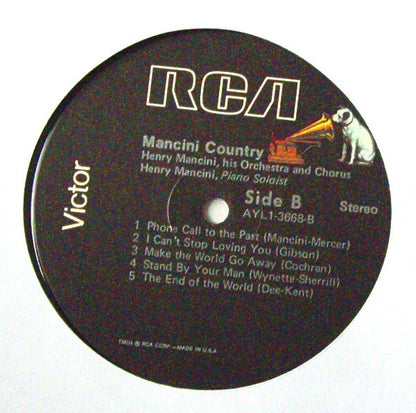 RCA
Victor
Mancini Country
Henry Mancini, his Orchestra and Chorus
Henry Mancini, Piano Soloist
Side B
AYL1-3668-B
Stereo
1 Phone Call to the Past (Mancini-Mercer)
2 I Can't Stop Loving You (Gibson)
3 Make the World Go Away (Cochran)
4 Stand By Your Man (Wynette-Sherrill)
5 The End of the World (Dee-Kent)
TM(s) ® RCA CORP.—MADE IN U.S.A.